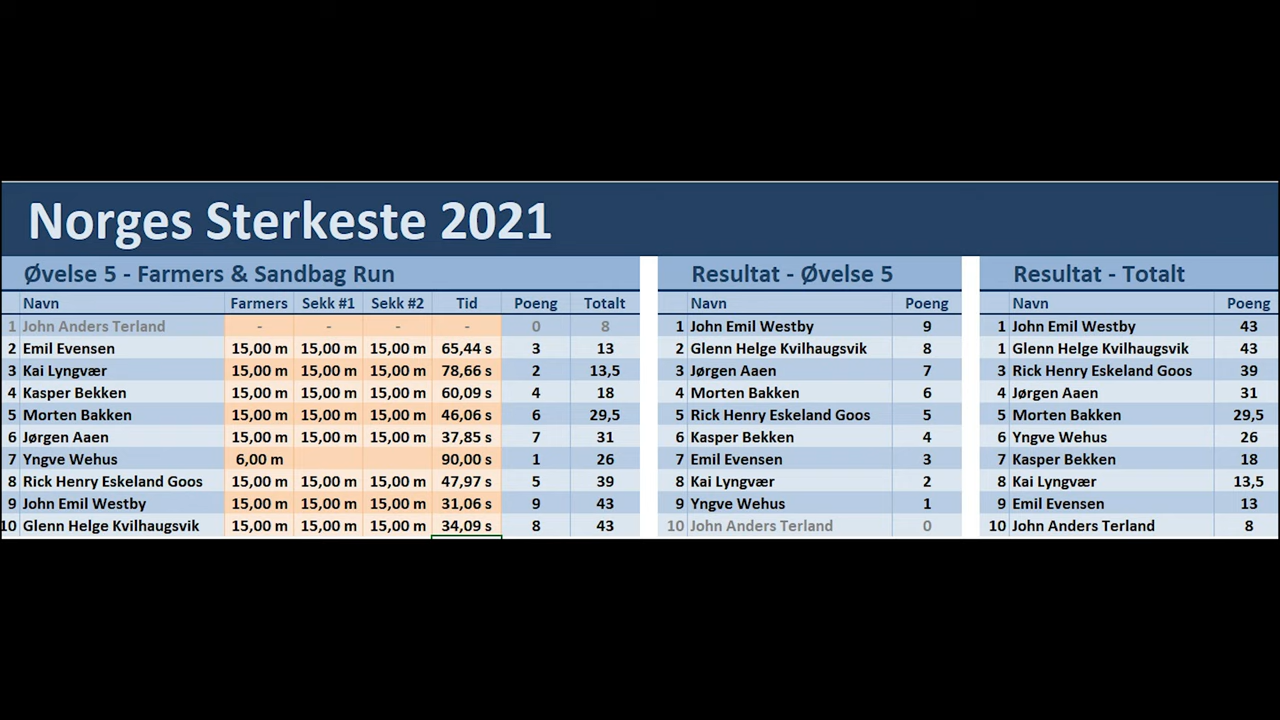 Norges Sterkeste 2021
Øvelse 5 - Farmers & Sandbag Run
Navn Farmers Sekk #1 Sekk #2 Tid Poeng Totalt
1 John Anders Terland - - - - 0 8
2 Emil Evensen 15,00 m 15,00 m 15,00 m 65,44 s 3 13
3 Kai Lyngvær 15,00 m 15,00 m 15,00 m 78,66 s 2 13,5
4 Kasper Bekken 15,00 m 15,00 m 15,00 m 60,09 s 4 18
5 Morten Bakken 15,00 m 15,00 m 15,00 m 46,06 s 6 29,5
6 Jørgen Aaen 15,00 m 15,00 m 15,00 m 37,85 s 7 31
7 Yngve Wehus 6,00 m 90,00 s 1 26
8 Rick Henry Eskeland Goos 15,00 m 15,00 m 15,00 m 47,97 s 5 39
9 John Emil Westby 15,00 m 15,00 m 15,00 m 31,06 s 9 43
10 Glenn Helge Kvilhaugsvik 15,00 m 15,00 m 15,00 m 34,09 s 8 43
Resultat - Øvelse 5
Navn Poeng
1 John Emil Westby 9
2 Glenn Helge Kvilhaugsvik 8
3 Jørgen Aaen 7
4 Morten Bakken 6
5 Rick Henry Eskeland Goos 5
6 Kasper Bekken 4
7 Emil Evensen 3
8 Kai Lyngvær 2
9 Yngve Wehus 1
10 John Anders Terland 0
Resultat - Totalt
Navn Poeng
1 John Emil Westby 43
1 Glenn Helge Kvilhaugsvik 43
3 Rick Henry Eskeland Goos 39
4 Jørgen Aaen 31
5 Morten Bakken 29,5
6 Yngve Wehus 26
7 Kasper Bekken 18
8 Kai Lyngvær 13,5
9 Emil Evensen 13
10 John Anders Terland 8